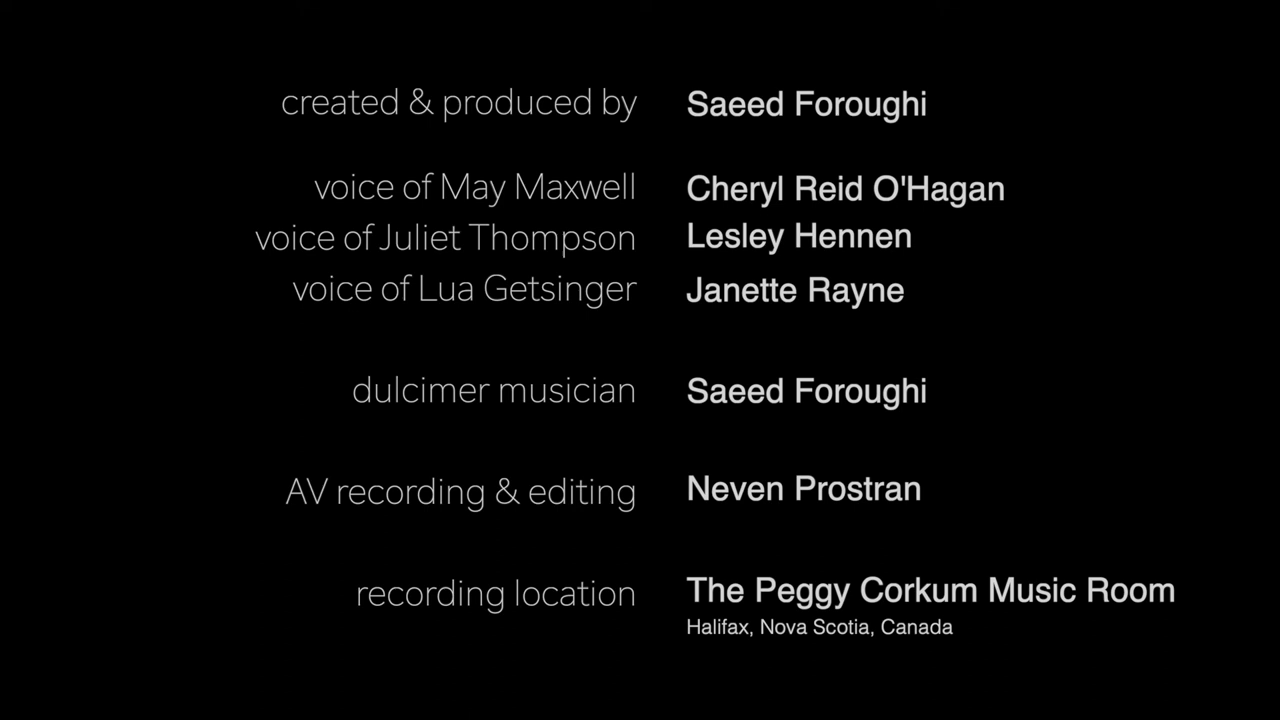 created & produced by Saeed Foroughi
voice of May Maxwell Cheryl Reid O'Hagan
voice of Juliet Thompson Lesley Hennen
voice of Lua Getsinger Janette Rayne
dulcimer musician Saeed Foroughi
AV recording & editing Neven Prostran
recording location The Peggy Corkum Music Room
Halifax, Nova Scotia, Canada